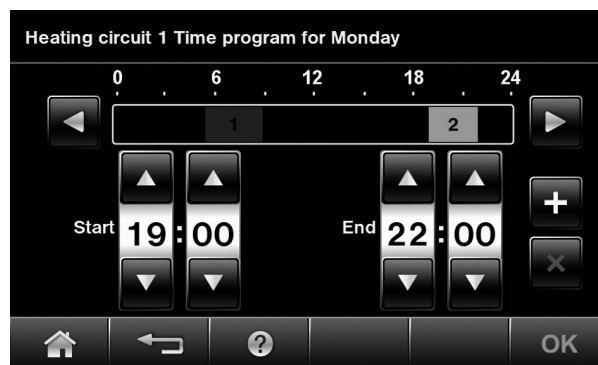 Heating circuit 1 Time program for Monday
0 6 12 18 24
1 2
Start 19:00 End 22:00
OK